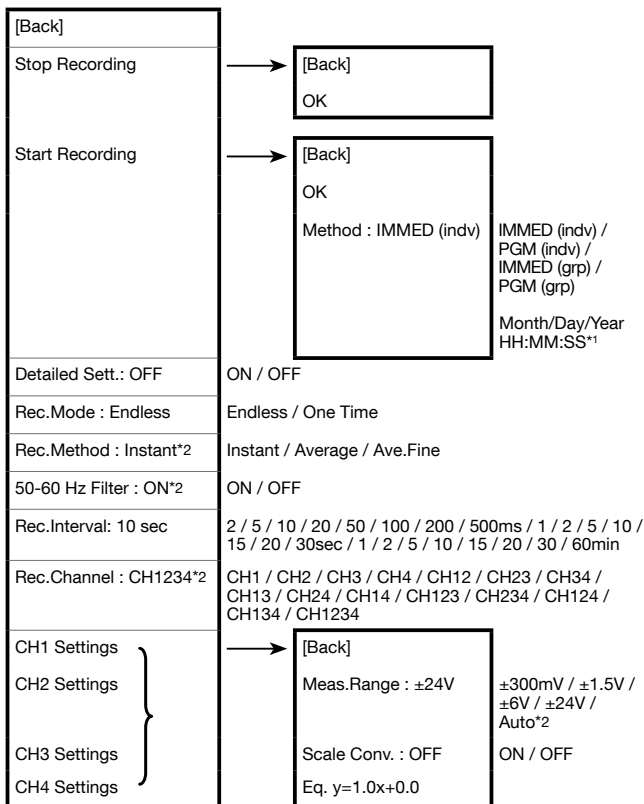 [Back]
Stop Recording
[Back]
OK
Start Recording
[Back]
OK
Method : IMMED (indv)
IMMED (indv) /
PGM (indv) /
IMMED (grp) /
PGM (grp)
Month/Day/Year
HH:MM:SS*1
Detailed Sett.: OFF
ON / OFF
Rec.Mode : Endless
Endless / One Time
Rec.Method : Instant*2
Instant / Average / Ave.Fine
50-60 Hz Filter : ON*2
ON / OFF
Rec.Interval: 10 sec
2 / 5 / 10 / 20 / 50 / 100 / 200 / 500ms / 1 / 2 / 5 / 10 /
15 / 20 / 30sec / 1 / 2 / 5 / 10 / 15 / 20 / 30 / 60min
Rec.Channel : CH1234*2
CH1 / CH2 / CH3 / CH4 / CH12 / CH23 / CH34 /
CH13 / CH24 / CH14 / CH123 / CH234 / CH124 /
CH134 / CH1234
CH1 Settings
[Back]
CH2 Settings
Meas.Range : ±24V
±300mV / ±1.5V /
±6V / ±24V /
Auto*2
CH3 Settings
Scale Conv. : OFF
ON / OFF
CH4 Settings
Eq. y=1.0x+0.0